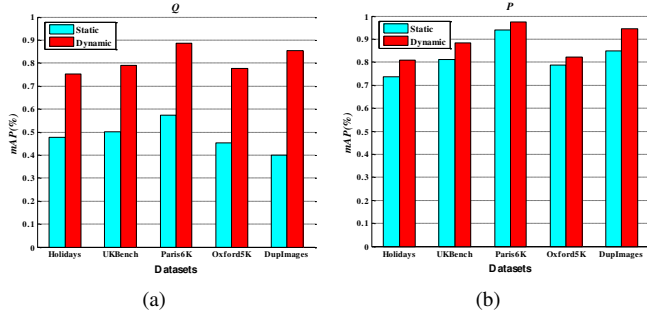 Q
1
0.9
0.8
0.7
0.6
0.5
0.4
0.3
0.2
0.1
0
mAP(%)
Static
Dynamic
Holidays UKBench Paris6K Oxford5K DupImages
Datasets
(a)
P
1
0.9
0.8
0.7
0.6
0.5
0.4
0.3
0.2
0.1
0
mAP(%)
Static
Dynamic
Holidays UKBench Paris6K Oxford5K DupImages
Datasets
(b)